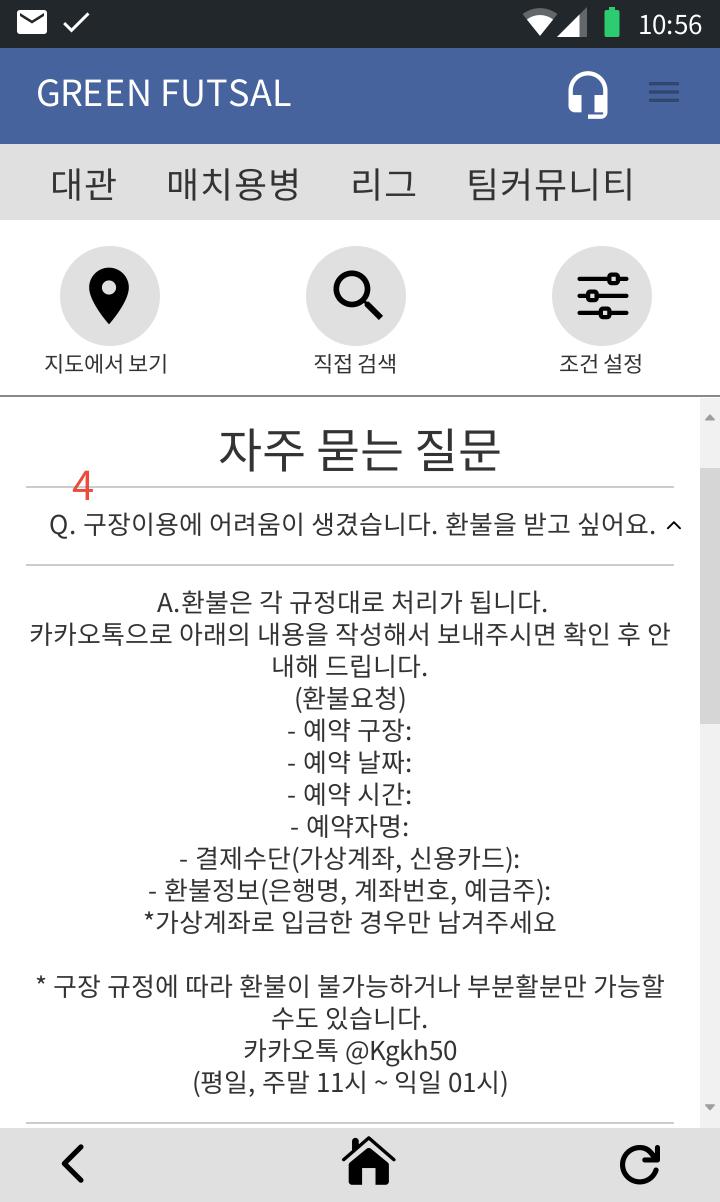 10:56
GREEN FUTSAL
대관 매치용병 리그 팀커뮤니티
지도에서 보기 직접 검색 조건 설정
자주 묻는 질문
4
Q. 구장이용에 어려움이 생겼습니다. 환불을 받고 싶어요.
A.환불은 각 규정대로 처리가 됩니다.
카카오톡으로 아래의 내용을 작성해서 보내주시면 확인 후 안
내해 드립니다.
(환불요청)
- 예약 구장:
- 예약 날짜:
- 예약 시간:
- 예약자명:
- 결제수단(가상계좌, 신용카드):
- 환불정보(은행명, 계좌번호, 예금주):
*가상계좌로 입금한 경우만 남겨주세요
* 구장 규정에 따라 환불이 불가능하거나 부분활분만 가능할
수도 있습니다.
카카오톡 @Kgkh50
(평일, 주말 11시 ~ 익일 01시)